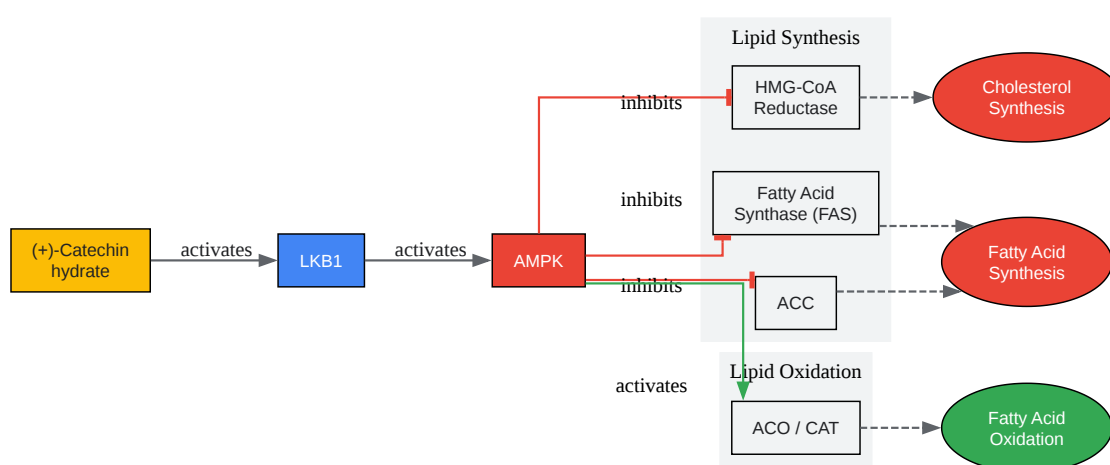 Lipid Synthesis
HMG-CoA
Reductase
Cholesterol
Synthesis
inhibits
inhibits
Fatty Acid
Synthase (FAS)
(+)-Catechin
hydrate
activates
LKB1
activates
AMPK
Fatty Acid
Synthesis
inhibits
ACC
Lipid Oxidation
activates
ACO / CAT
Fatty Acid
Oxidation